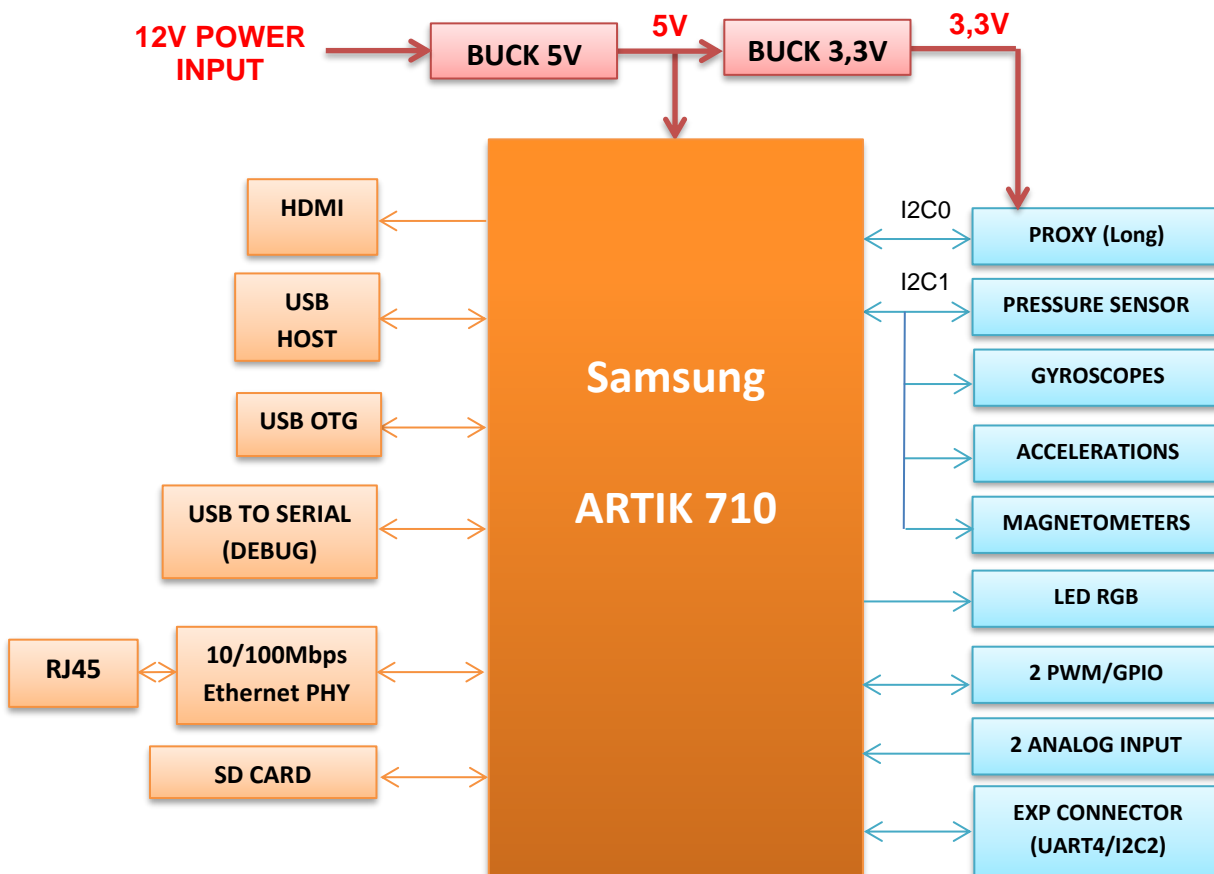 12V POWER
INPUT
BUCK 5V
5V
BUCK 3,3V
3,3V
HDMI
USB
HOST
USB OTG
USB TO SERIAL
(DEBUG)
RJ45
10/100Mbps
Ethernet PHY
SD CARD
Samsung
ARTIK 710
I2C0
PROXY (Long)
I2C1
PRESSURE SENSOR
GYROSCOPES
ACCELERATIONS
MAGNETOMETERS
LED RGB
2 PWM/GPIO
2 ANALOG INPUT
EXP CONNECTOR
(UART4/I2C2)